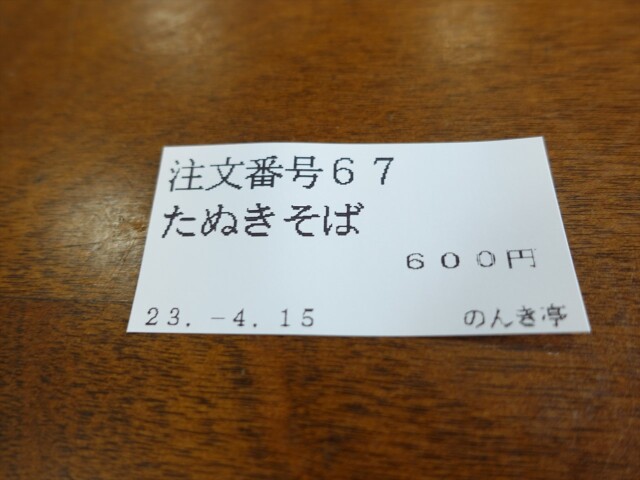 注文番号６７
たぬきそば
６００円
２３．－４．１５ のんき亭